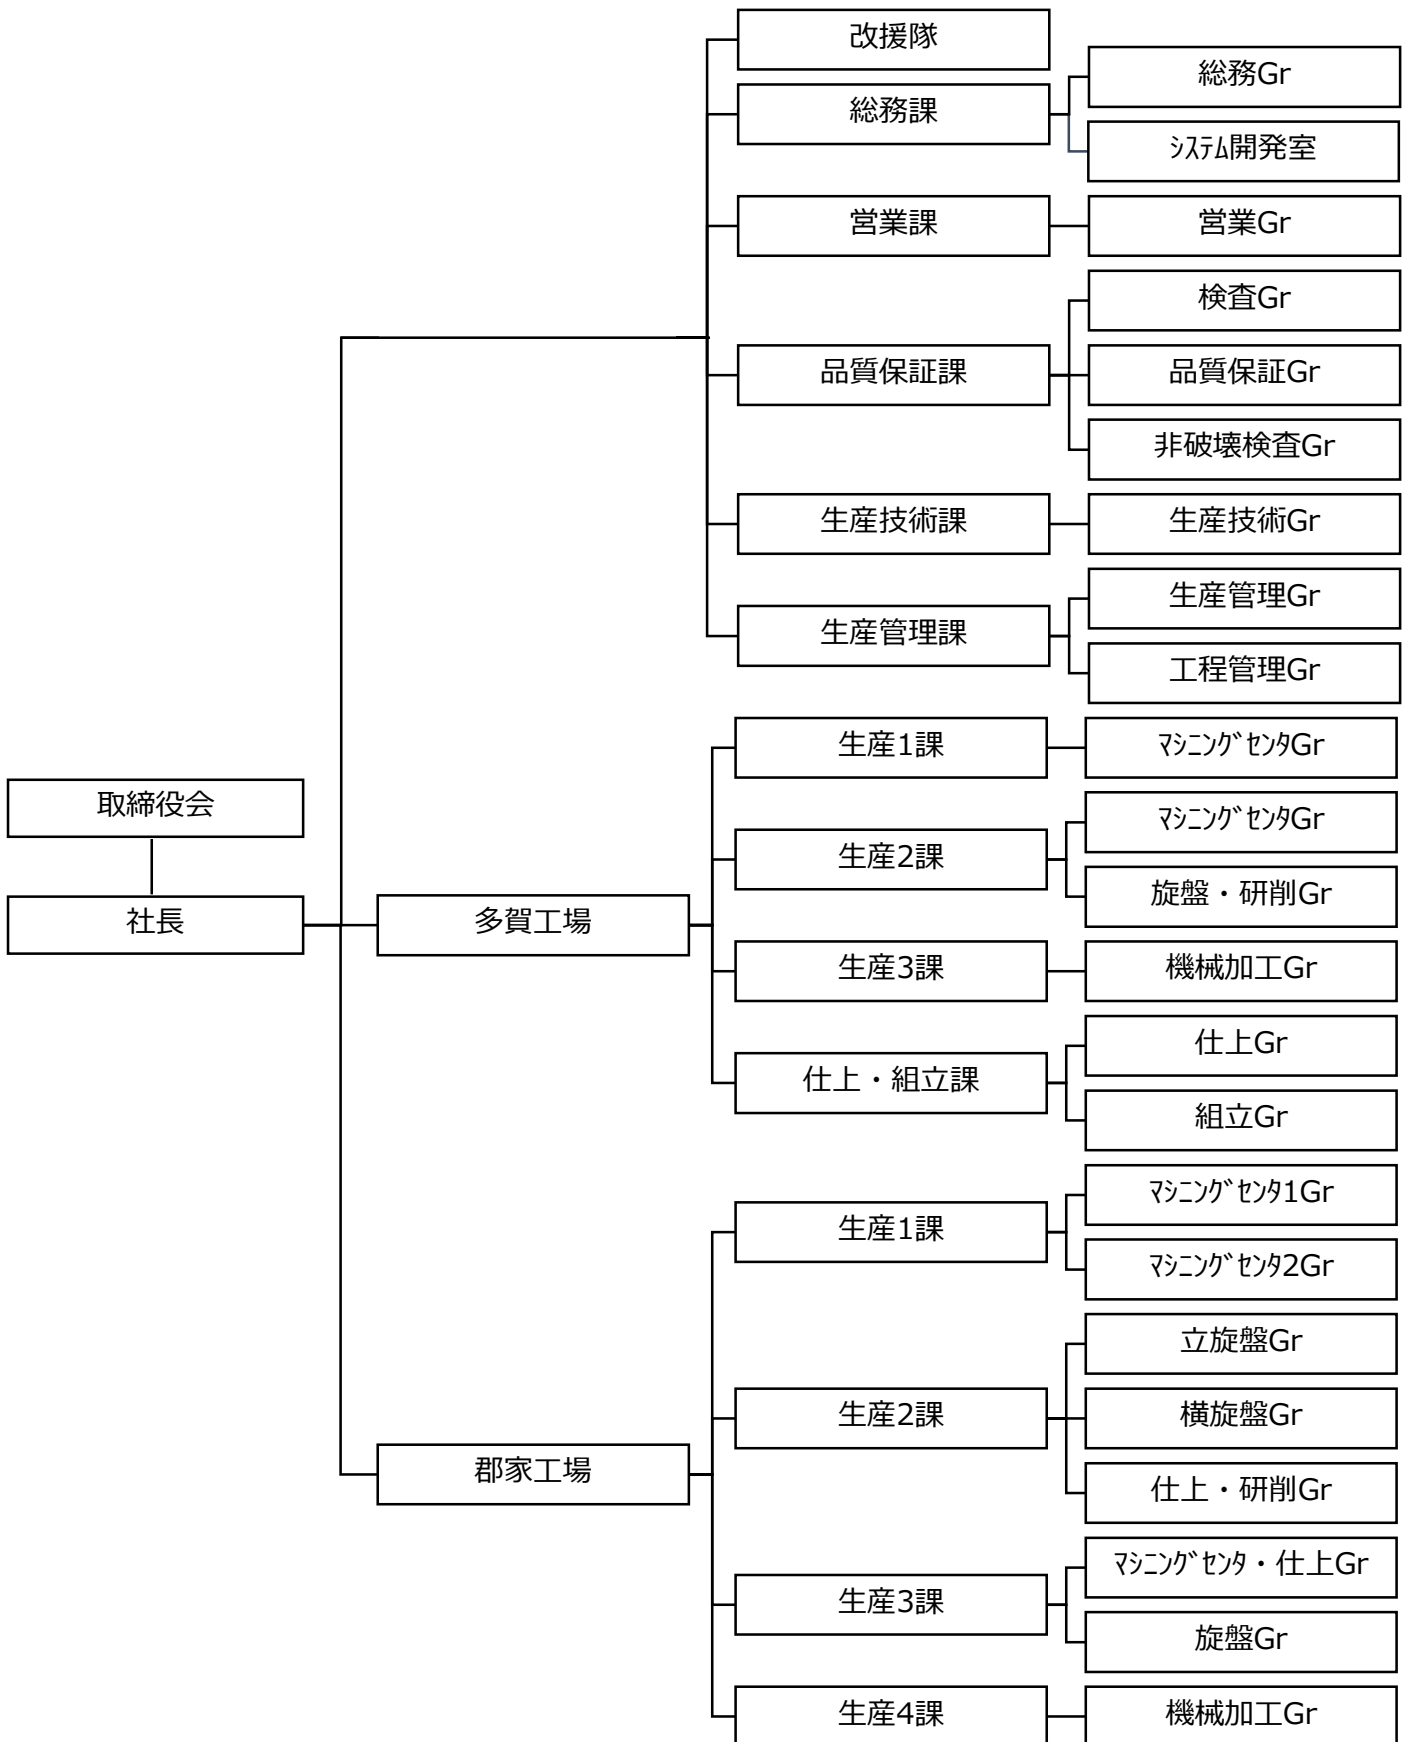 改援隊
総務課
総務Gr
ｼｽﾃﾑ開発室
営業課
営業Gr
検査Gr
品質保証課
品質保証Gr
非破壊検査Gr
生産技術課
生産技術Gr
生産管理Gr
生産管理課
工程管理Gr
生産1課
ﾏｼﾆﾝｸﾞｾﾝﾀGr
取締役会
ﾏｼﾆﾝｸﾞｾﾝﾀGr
生産2課
旋盤・研削Gr
社長
多賀工場
生産3課
機械加工Gr
仕上Gr
仕上・組立課
組立Gr
ﾏｼﾆﾝｸﾞｾﾝﾀ1Gr
生産1課
ﾏｼﾆﾝｸﾞｾﾝﾀ2Gr
立旋盤Gr
生産2課
横旋盤Gr
郡家工場
仕上・研削Gr
ﾏｼﾆﾝｸﾞｾﾝﾀ・仕上Gr
生産3課
旋盤Gr
生産4課
機械加工Gr